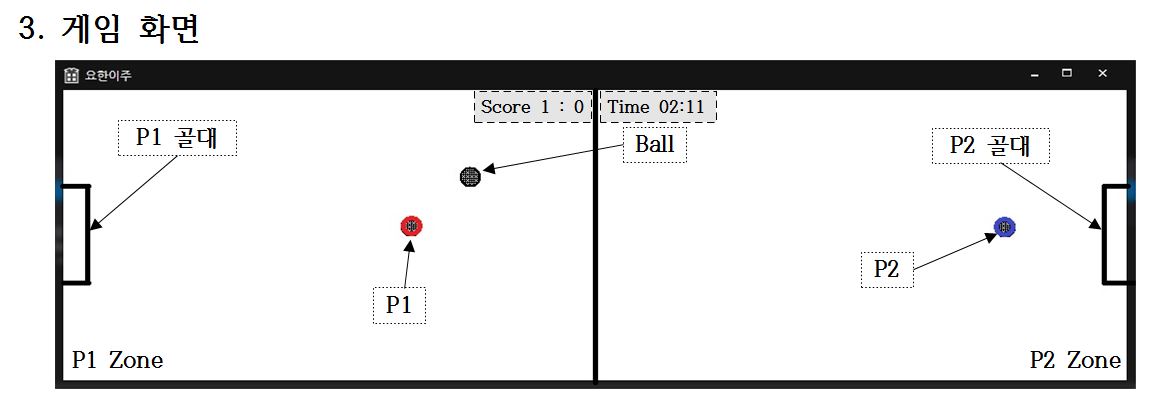 3. 게임 화면
요한이주
Score 1 : 0
Time 02:11
P1 골대
Ball
P2 골대
P2
P1
P1 Zone
P2 Zone